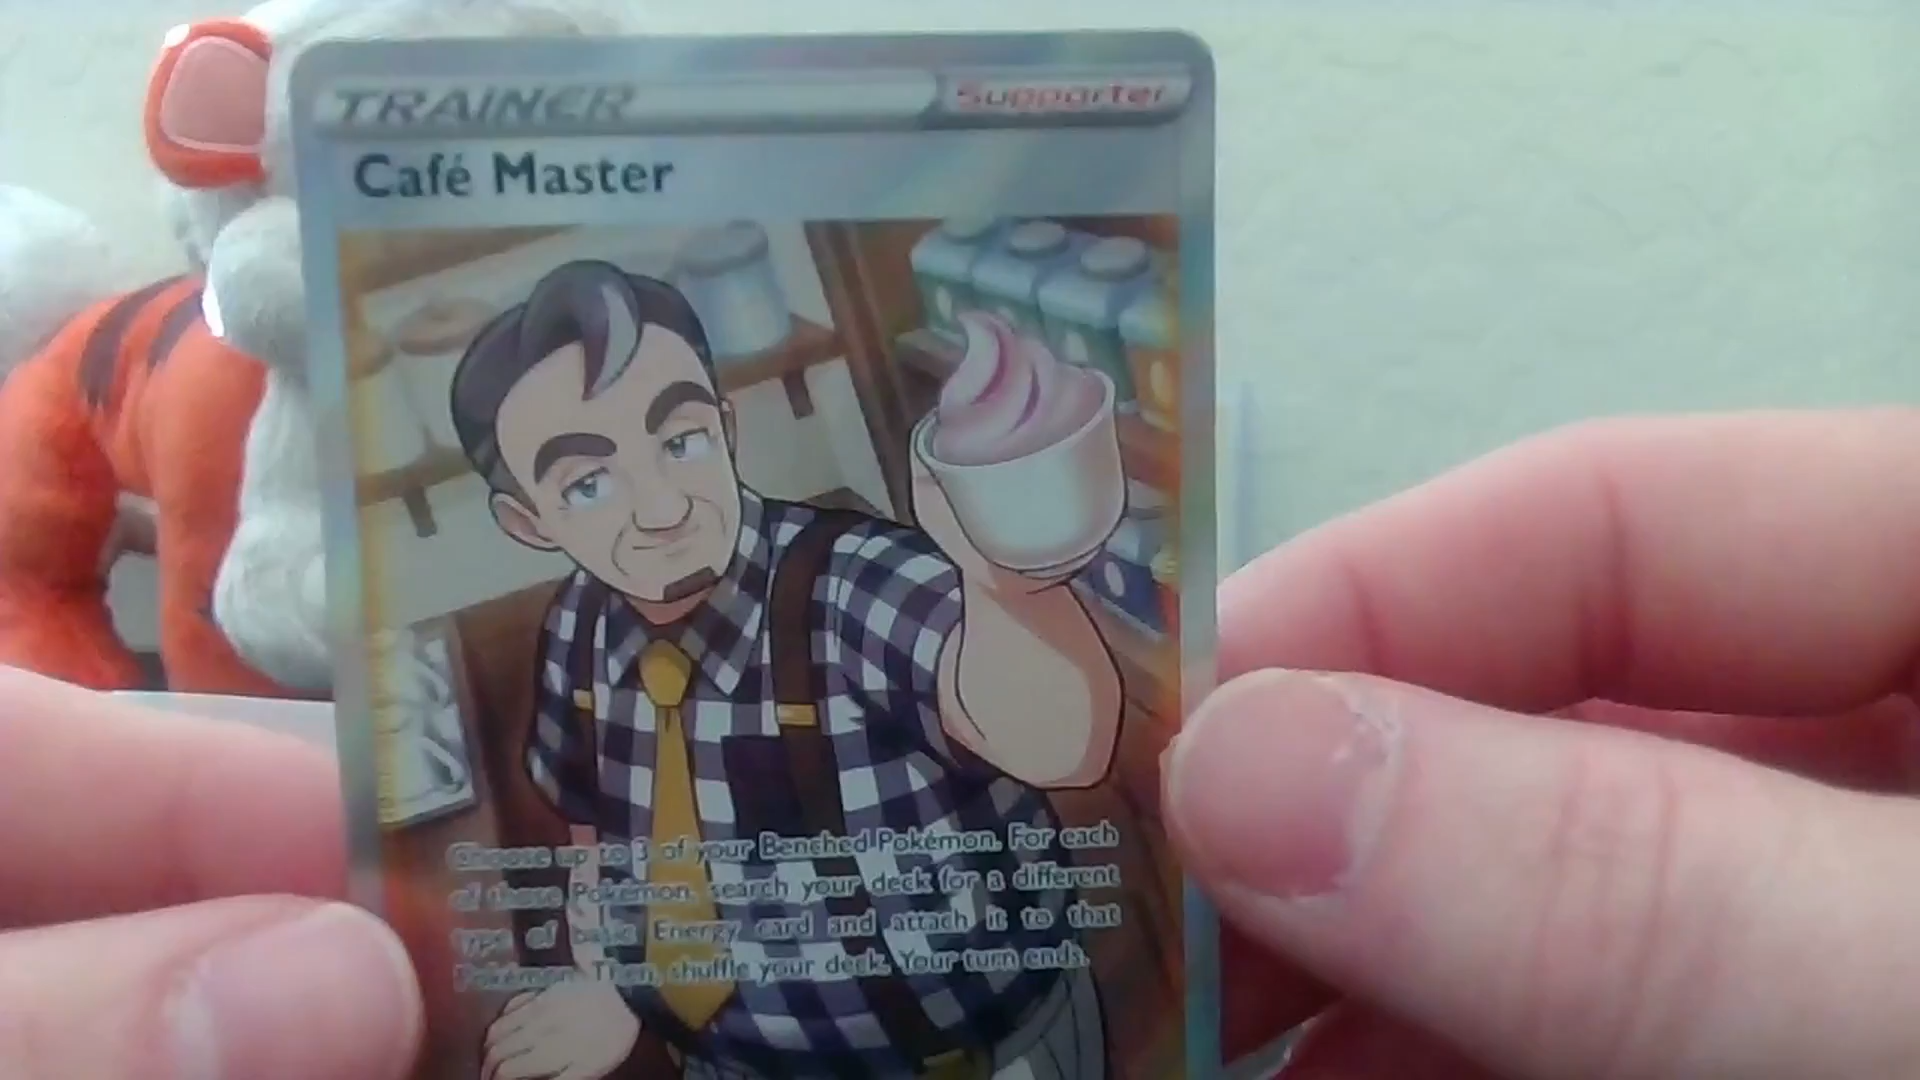 TRAINER
Supporter
Café Master
Choose up to 3 of your Benched Pokémon. For each
of those Pokémon, search your deck for a different
type of basic Energy card and attach it to that
Pokémon. Then, shuffle your deck. Your turn ends.